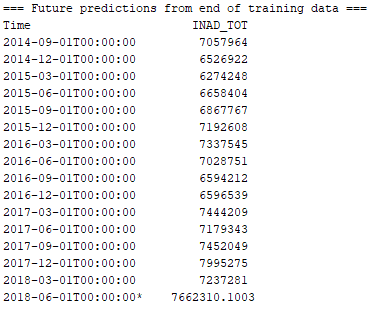 === Future predictions from end of training data ===
Time INAD_TOT
2014-09-01T00:00:00 7057964
2014-12-01T00:00:00 6526922
2015-03-01T00:00:00 6274248
2015-06-01T00:00:00 6658404
2015-09-01T00:00:00 6867767
2015-12-01T00:00:00 7192608
2016-03-01T00:00:00 7337545
2016-06-01T00:00:00 7028751
2016-09-01T00:00:00 6594212
2016-12-01T00:00:00 6596539
2017-03-01T00:00:00 7444209
2017-06-01T00:00:00 7179343
2017-09-01T00:00:00 7452049
2017-12-01T00:00:00 7995275
2018-03-01T00:00:00 7237281
2018-06-01T00:00:00* 7662310.1003